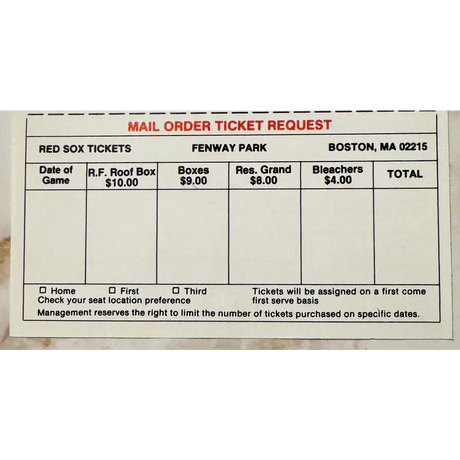 MAIL ORDER TICKET REQUEST
RED SOX TICKETS FENWAY PARK BOSTON, MA 02215
Date of Game R.F. Roof Box $10.00 Boxes $9.00 Res. Grand $8.00 Bleachers $4.00 TOTAL
☐ Home ☐ First ☐ Third
Check your seat location preference
Tickets will be assigned on a first come
first serve basis
Management reserves the right to limit the number of tickets purchased on specific dates.